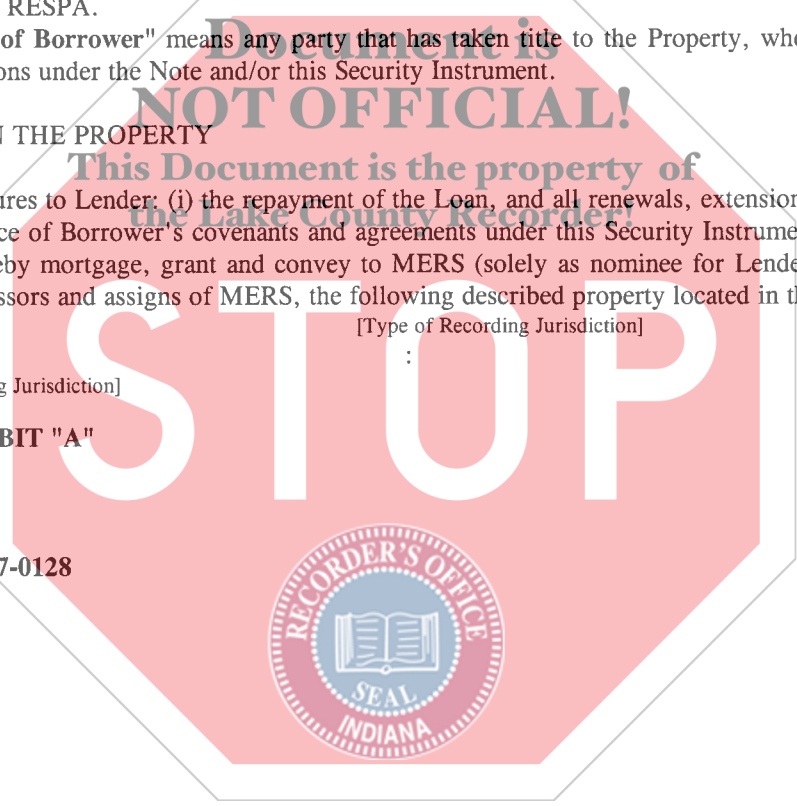 RESPA.
Document is
of Borrower" means any party that has taken title to the Property, whe
ons under the Note and/or this Security Instrument.
NOT OFFICIAL!
N THE PROPERTY
This Document is the property of
ures to Lender: (i) the repayment of the Loan, and all renewals, extension
the Lake County Recorder!
ce of Borrower's covenants and agreements under this Security Instrume
eby mortgage, grant and convey to MERS (solely as nominee for Lende
ssors and assigns of MERS, the following described property located in th
[Type of Recording Jurisdiction]
:
g Jurisdiction]
BIT "A"
STOP
7-0128
RECORDER'S OFFICE
SEAL
INDIANA